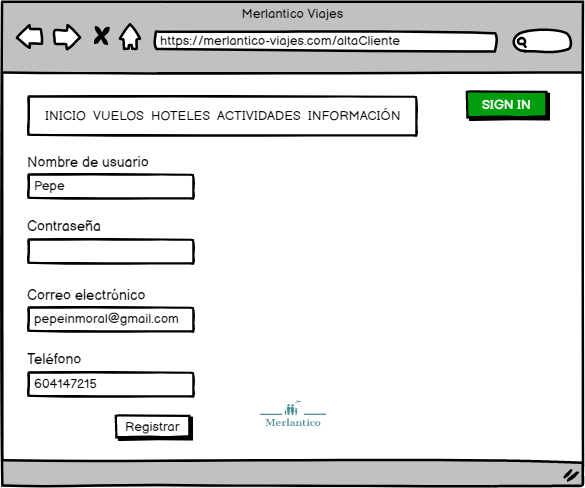 Merlantico Viajes
https://merlantico-viajes.com/altaCliente
SIGN IN
INICIO VUELOS HOTELES ACTIVIDADES INFORMACIÓN
Nombre de usuario
Pepe
Contraseña
Correo electrónico
pepeinmoral@gmail.com
Teléfono
604147215
Registrar
Merlantico